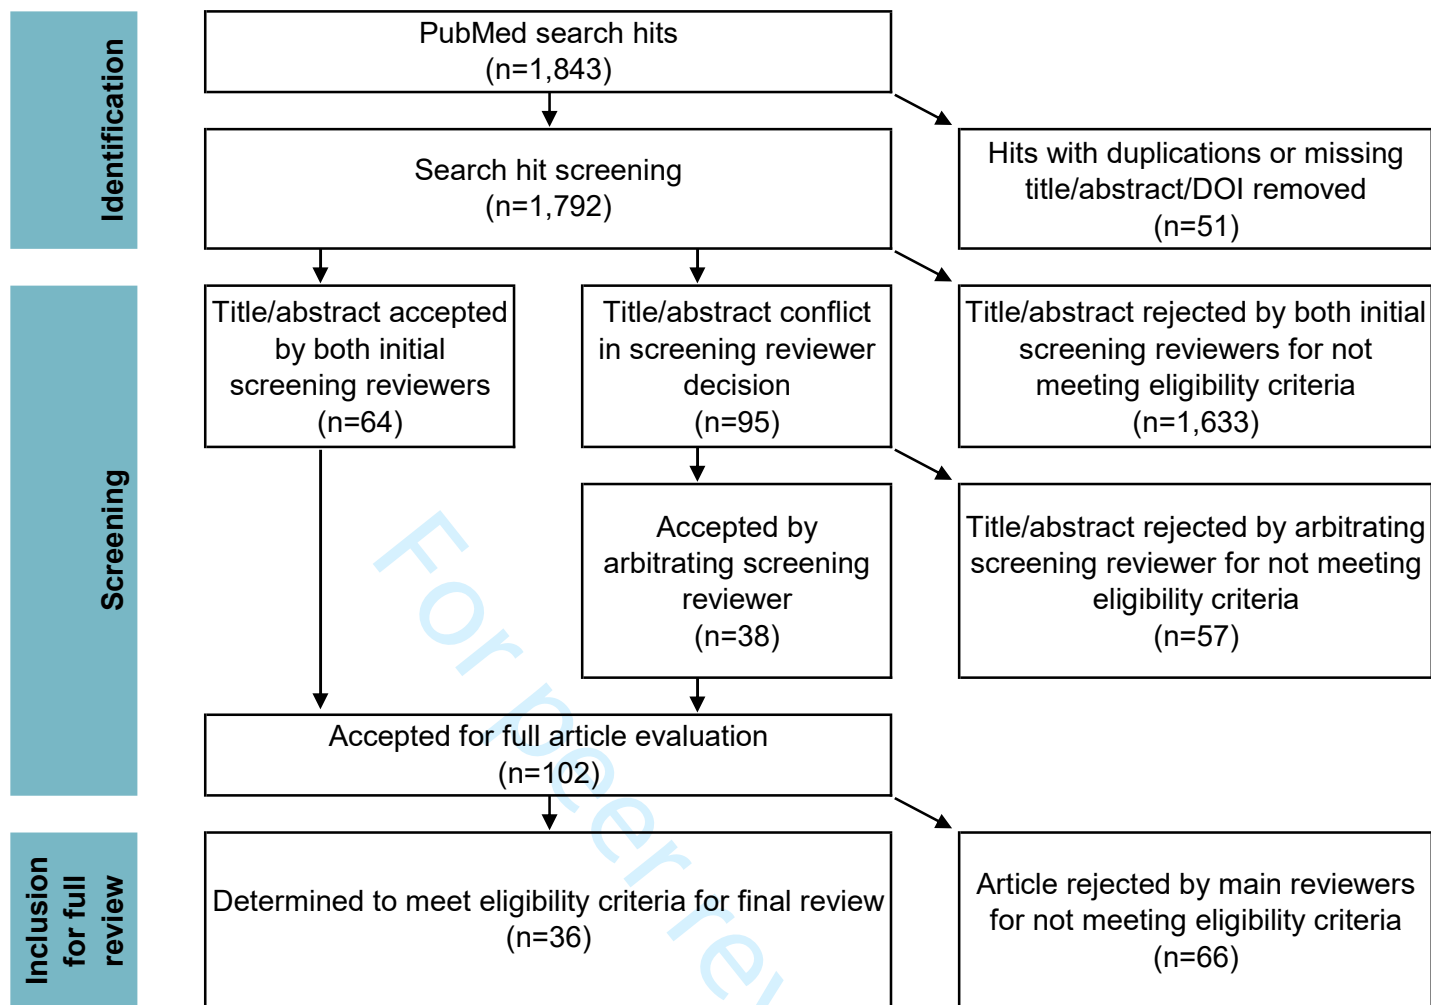 Identification
PubMed search hits
(n=1,843)
Search hit screening
(n=1,792)
Hits with duplications or missing
title/abstract/DOI removed
(n=51)
Screening
Title/abstract accepted
by both initial
screening reviewers
(n=64)
Title/abstract conflict
in screening reviewer
decision
(n=95)
Title/abstract rejected by both initial
screening reviewers for not
meeting eligibility criteria
(n=1,633)
Accepted by
arbitrating screening
reviewer
(n=38)
Title/abstract rejected by arbitrating
screening reviewer for not meeting
eligibility criteria
(n=57)
Accepted for full article evaluation
(n=102)
Inclusion
for full
review
Determined to meet eligibility criteria for final review
(n=36)
Article rejected by main reviewers
for not meeting eligibility criteria
(n=66)
For peer rev